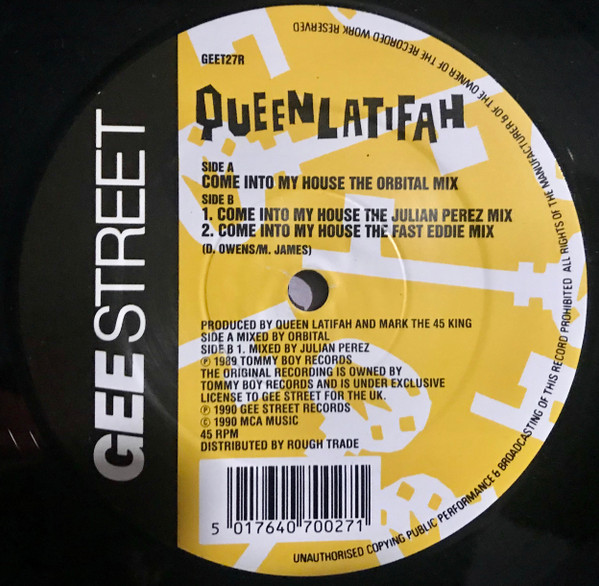 GEE STREET
GEET27R
QUEEN LATIFAH
SIDE A
COME INTO MY HOUSE THE ORBITAL MIX
SIDE B
1. COME INTO MY HOUSE THE JULIAN PEREZ MIX
2. COME INTO MY HOUSE THE FAST EDDIE MIX
(D. OWENS/M. JAMES)
PRODUCED BY QUEEN LATIFAH AND MARK THE 45 KING
SIDE A MIXED BY ORBITAL
SIDE B 1. MIXED BY JULIAN PEREZ
℗ 1989 TOMMY BOY RECORDS
THE ORIGINAL RECORDING IS OWNED BY
TOMMY BOY RECORDS AND IS UNDER EXCLUSIVE
LICENSE TO GEE STREET FOR THE UK.
℗ 1990 GEE STREET RECORDS
© 1990 MCA MUSIC
45 RPM
DISTRIBUTED BY ROUGH TRADE
5 017640 700271
UNAUTHORISED COPYING PUBLIC PERFORMANCE & BROADCASTING OF THIS RECORD PROHIBITED ALL RIGHTS OF THE MANUFACTURER & OF THE OWNER OF THE RECORDED WORK RESERVED